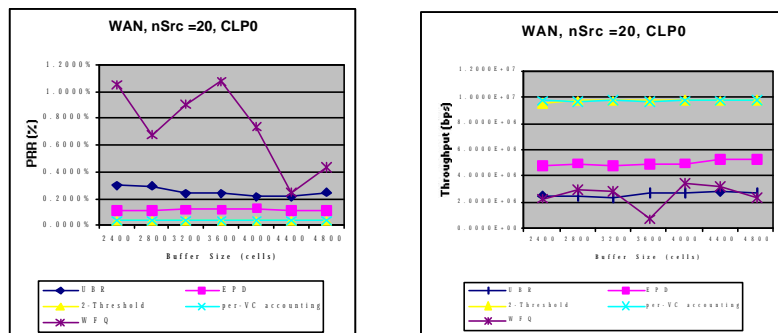 WAN, nSrc =20, CLP0
PRR (%)
1.2000%
1.0000%
0.8000%
0.6000%
0.4000%
0.2000%
0.0000%
2400 2800 3200 3600 4000 4400 4800
Buffer Size (cells)
UBR EPD
2-Threshold per-VC accounting
WFQ
WAN, nSrc =20, CLP0
Throughput (bps)
1.2000E+07
1.0000E+07
8.0000E+06
6.0000E+06
4.0000E+06
2.0000E+06
0.0000E+00
2400 2800 3200 3600 4000 4400 4800
Buffer Size (cells)
UBR EPD
2-Threshold per-VC accounting
WFQ